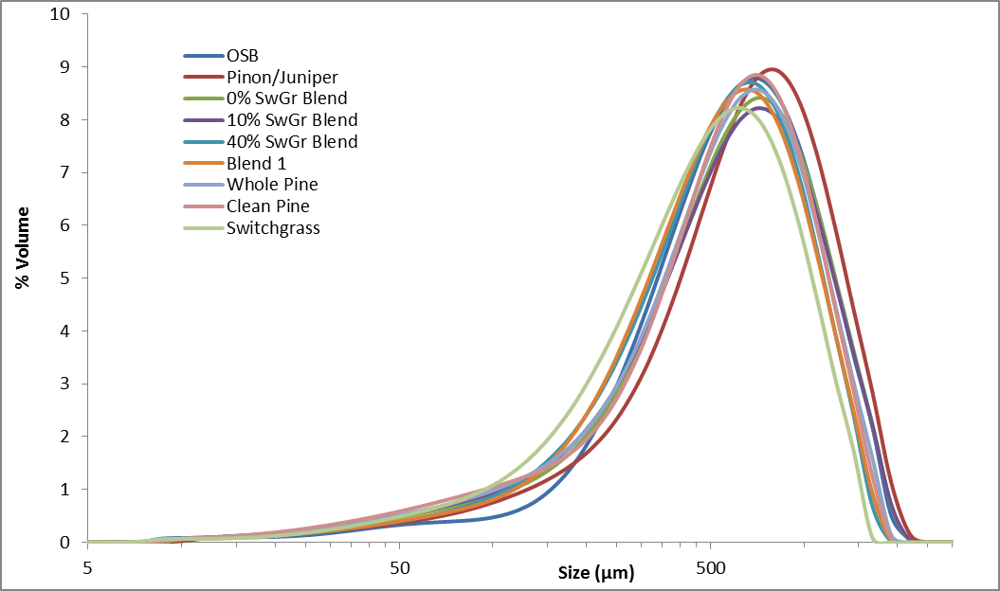 10
9
8
7
6
5
4
3
2
1
0
% Volume
OSB
Pinon/Juniper
0% SwGr Blend
10% SwGr Blend
40% SwGr Blend
Blend 1
Whole Pine
Clean Pine
Switchgrass
5
50
500
Size (µm)